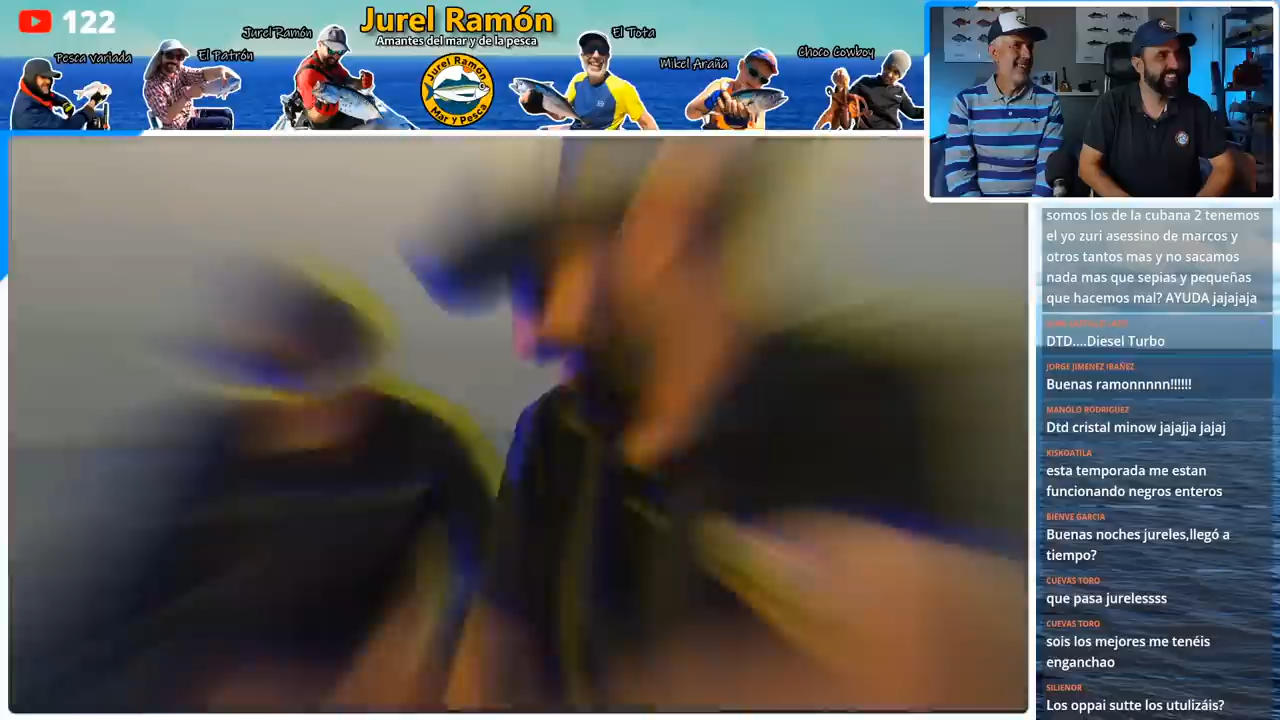 122
Jurel Ramón
Amantes del mar y de la pesca
Pesca variada
El Patrón
Jurel Ramón
El Tota
Mikel Araña
Choco Cowboy
Jurel Ramón
Mar y Pesca
somos los de la cubana 2 tenemos
el yo zuri asessino de marcos y
otros tantos mas y no sacamos
nada mas que sepias y pequeñas
que hacemos mal? AYUDA jajajaja
DTD....Diesel Turbo
JORGE JIMENEZ IBAÑEZ
Buenas ramonnnnn!!!!!!
MANOLO RODRIGUEZ
Dtd cristal minow jajajja jajaj
KISKOATILA
esta temporada me estan
funcionando negros enteros
BIENVE GARCIA
Buenas noches jureles,llegó a
tiempo?
CUEVAS TORO
que pasa jurelessss
CUEVAS TORO
sois los mejores me tenéis
enganchao
SILIENOR
Los oppai sutte los utulizáis?